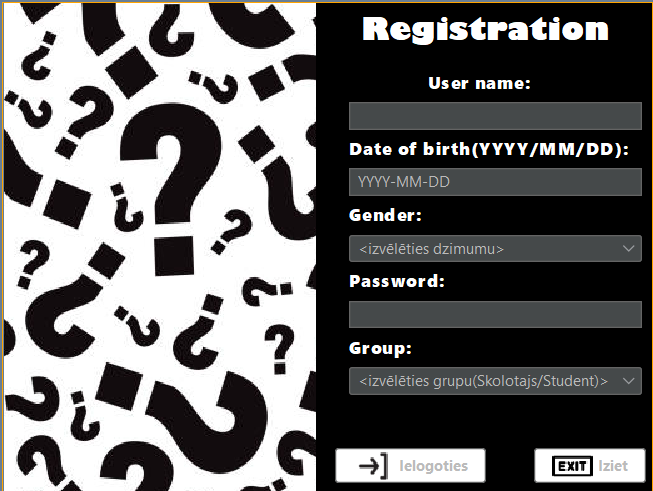 Registration
User name:
Date of birth(YYYY/MM/DD):
YYYY-MM-DD
Gender:
<izvēlēties dzimumu>
Password:
Group:
<izvēlēties grupu(Skolotajs/Student)>
Ielogoties
EXIT Iziet